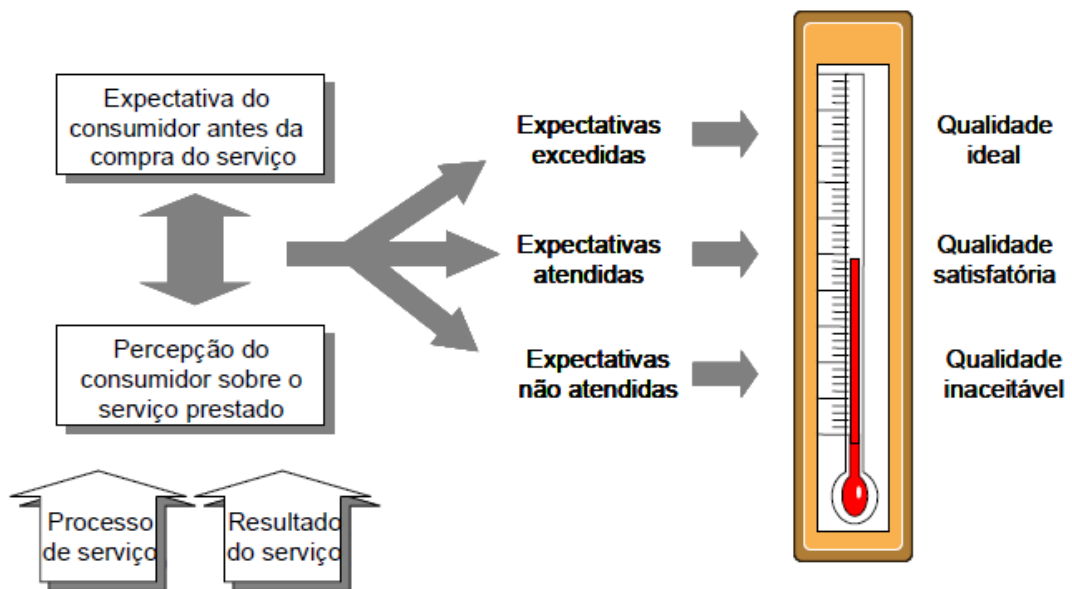 Expectativa do
consumidor antes da
compra do serviço
Percepção do
consumidor sobre o
serviço prestado
Processo
de serviço
Resultado
do serviço
Expectativas
excedidas
Expectativas
atendidas
Expectativas
não atendidas
Qualidade
ideal
Qualidade
satisfatória
Qualidade
inaceitável